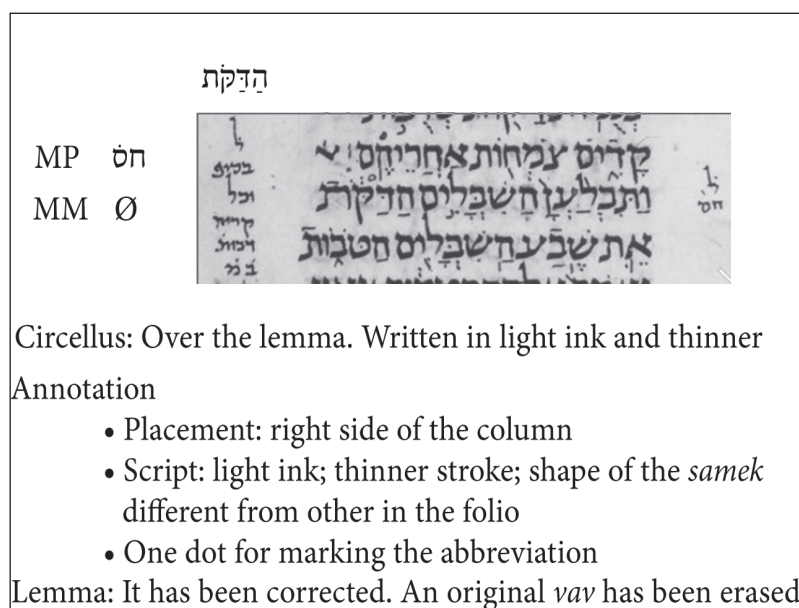 הַדַּקֹּת
MP חסׄ
MM Ø
קָדִ֑ים צֹמְח֖וֹת אַחֲרֵיהֶֽם׃
וַתִּבְלַ֙עְןָ֙ הַשִּׁבֳּלִ֣ים הַדַּקֹּ֔ת
אֵ֛ת שֶׁ֥בַע הַֽשִׁבֳּלִ֖ים הַטֹּב֑וֹת
ל
חס
Circellus: Over the lemma. Written in light ink and thinner
Annotation
• Placement: right side of the column
• Script: light ink; thinner stroke; shape of the samek
different from other in the folio
• One dot for marking the abbreviation
Lemma: It has been corrected. An original vav has been erased